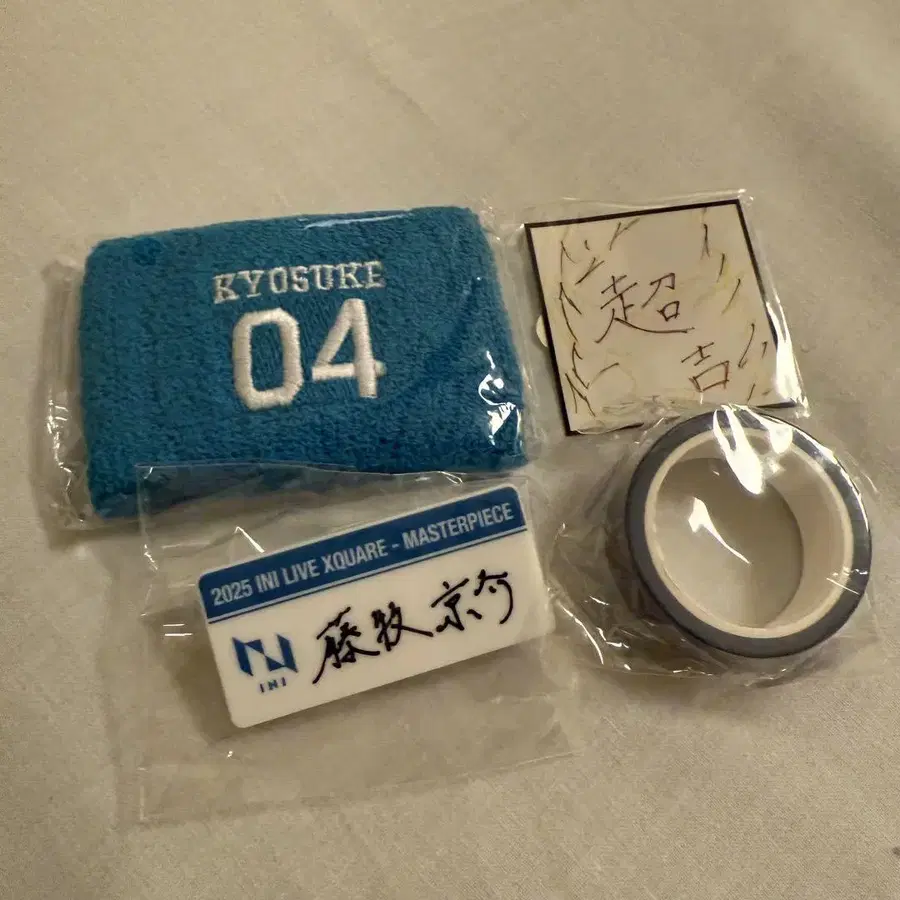 KYOSUKE
04
超
吉
2025 INI LIVE XQUARE - MASTERPIECE
藤牧京介
INI